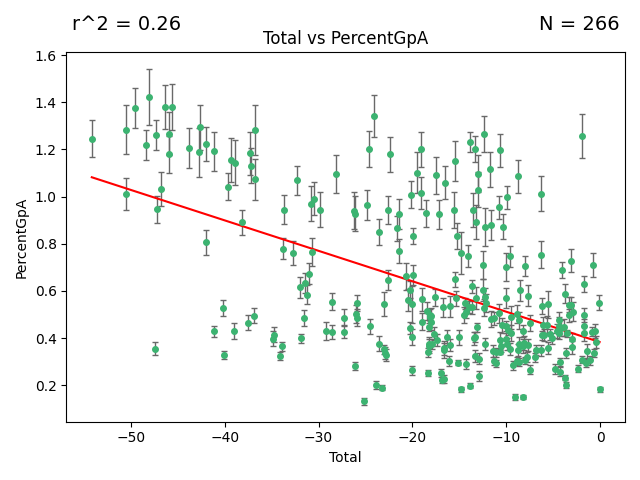 r^2 = 0.26 N = 266
Total vs PercentGpA
1.6
1.4
1.2
1.0
0.8
0.6
0.4
0.2
PercentGpA
−50 −40 −30 −20 −10 0
Total